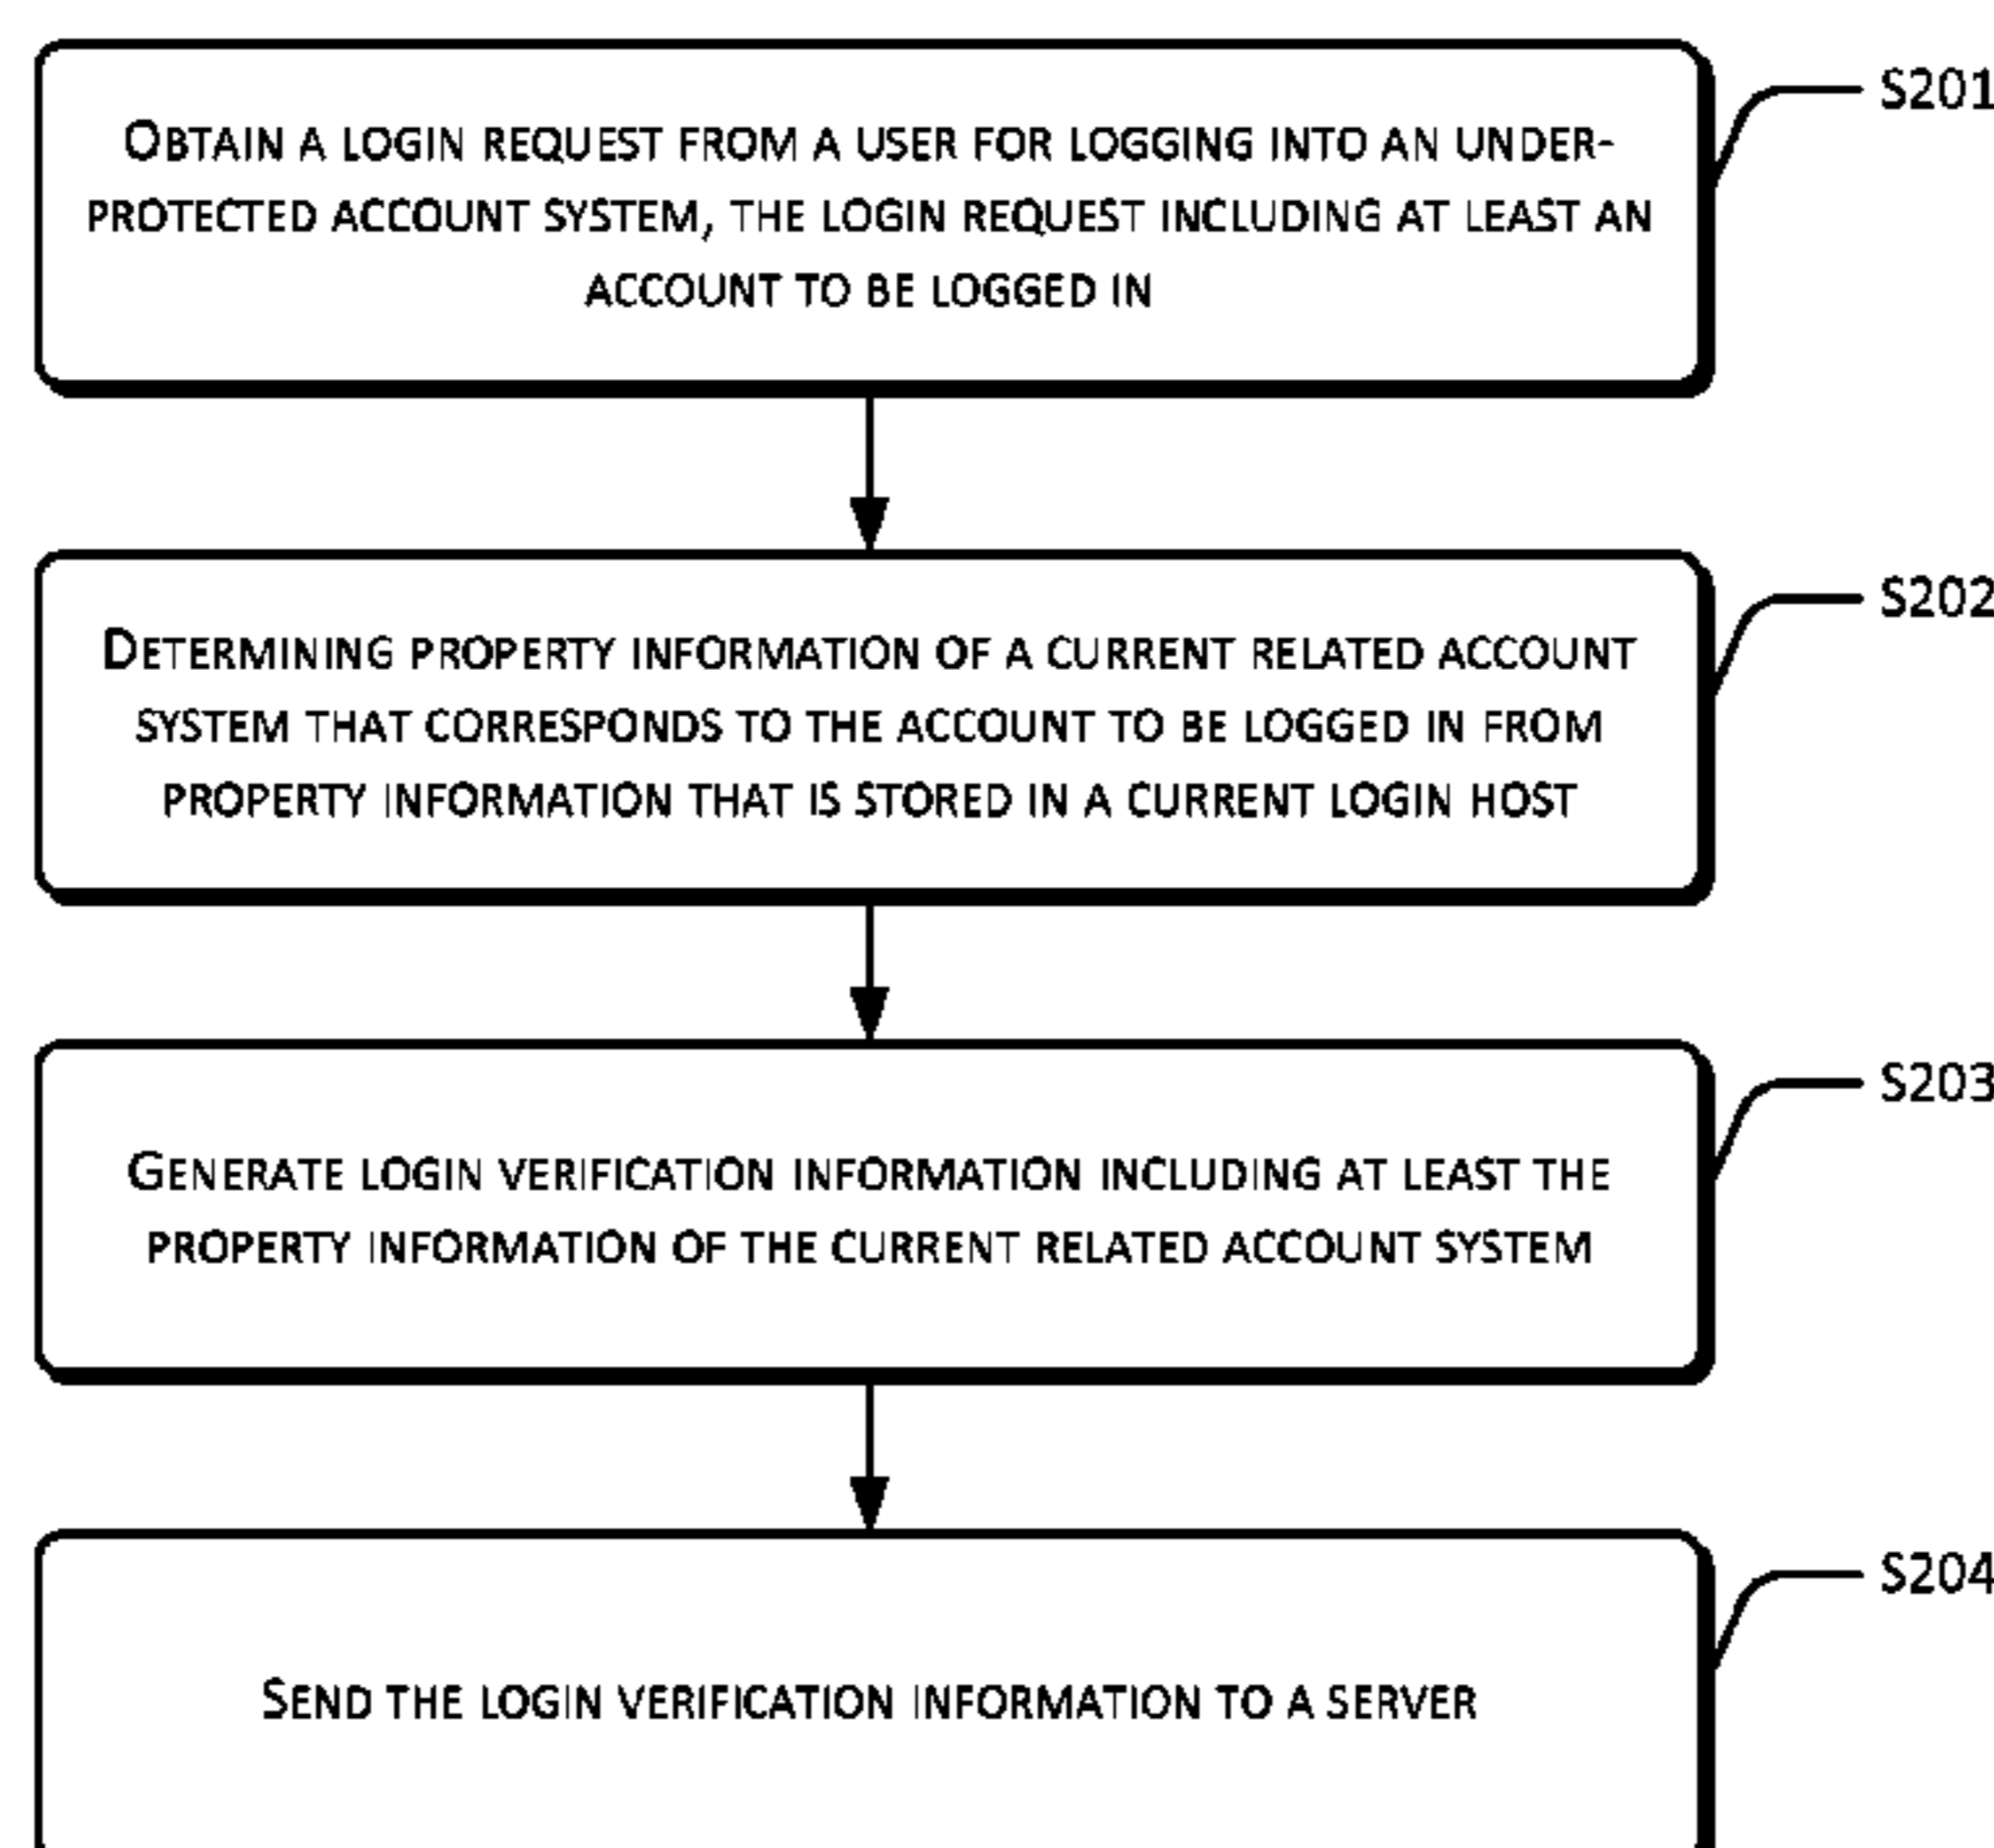 S201
OBTAIN A LOGIN REQUEST FROM A USER FOR LOGGING INTO AN UNDER-
PROTECTED ACCOUNT SYSTEM, THE LOGIN REQUEST INCLUDING AT LEAST AN
ACCOUNT TO BE LOGGED IN
S202
DETERMINING PROPERTY INFORMATION OF A CURRENT RELATED ACCOUNT
SYSTEM THAT CORRESPONDS TO THE ACCOUNT TO BE LOGGED IN FROM
PROPERTY INFORMATION THAT IS STORED IN A CURRENT LOGIN HOST
S203
GENERATE LOGIN VERIFICATION INFORMATION INCLUDING AT LEAST THE
PROPERTY INFORMATION OF THE CURRENT RELATED ACCOUNT SYSTEM
S204
SEND THE LOGIN VERIFICATION INFORMATION TO A SERVER